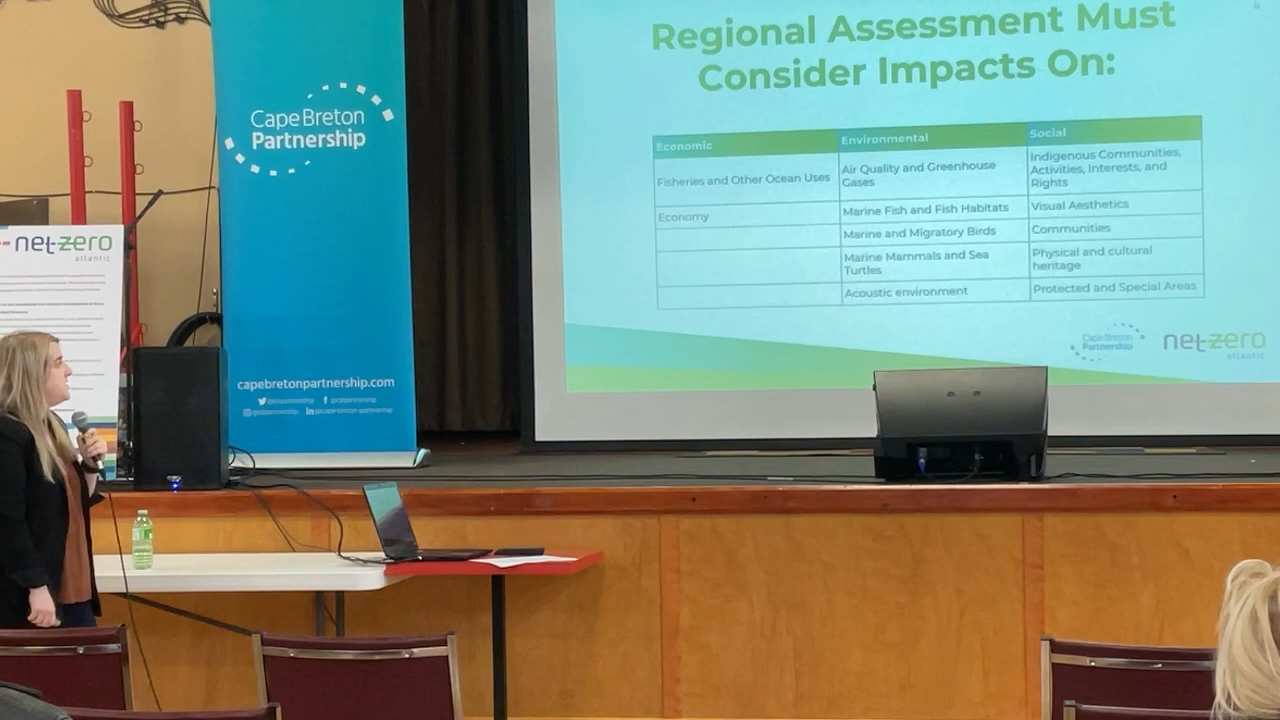 Regional Assessment Must
Consider Impacts On:
Economic
Environmental
Social
Fisheries and Other Ocean Uses
Air Quality and Greenhouse
Gases
Indigenous Communities,
Activities, Interests, and
Rights
Economy
Marine Fish and Fish Habitats
Visual Aesthetics
Marine and Migratory Birds
Communities
Marine Mammals and Sea
Turtles
Physical and cultural
heritage
Acoustic environment
Protected and Special Areas
Cape Breton
Partnership
net-zero
atlantic
Cape Breton
Partnership
capebretonpartnership.com
net-zero
atlantic